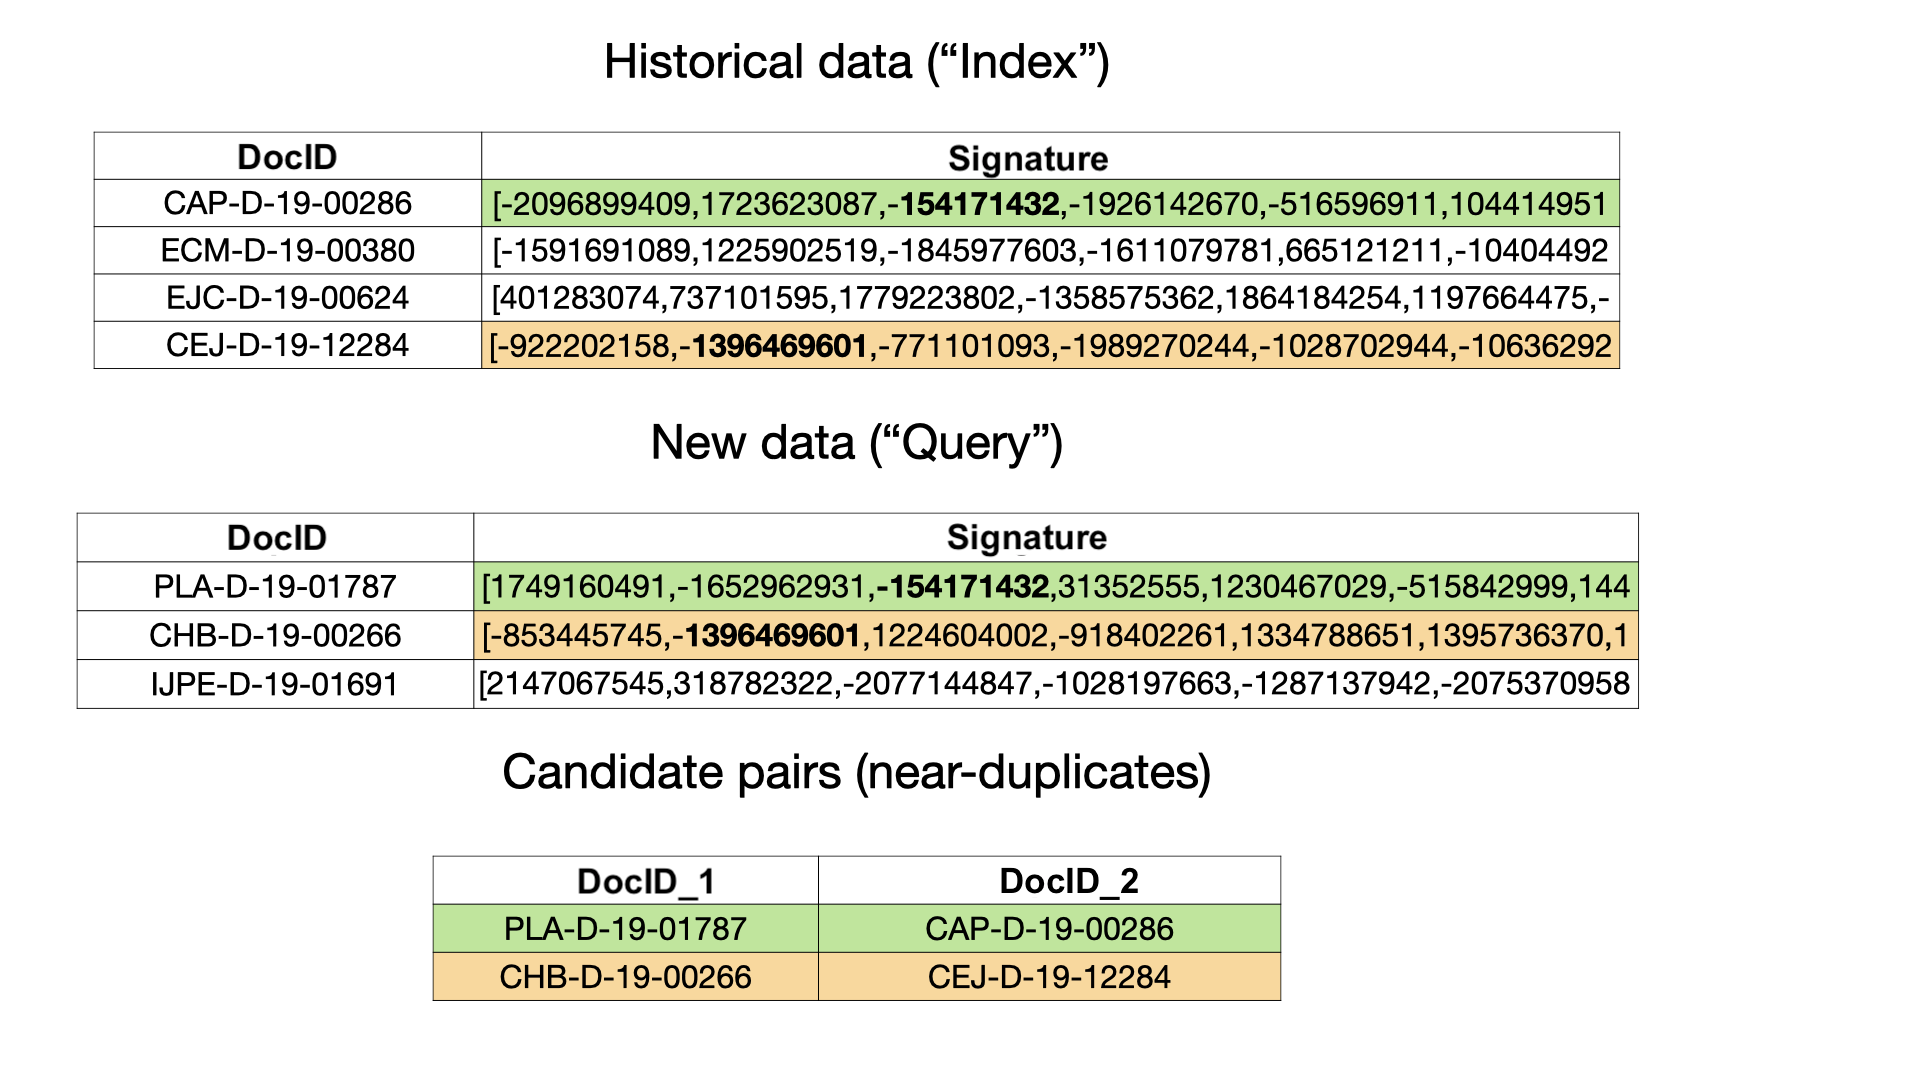 Historical data (“Index”)
DocID Signature
CAP-D-19-00286 [-2096899409,1723623087,-154171432,-1926142670,-516596911,104414951
ECM-D-19-00380 [-1591691089,1225902519,-1845977603,-1611079781,665121211,-10404492
EJC-D-19-00624 [401283074,737101595,1779223802,-1358575362,1864184254,1197664475,-
CEJ-D-19-12284 [-922202158,-1396469601,-771101093,-1989270244,-1028702944,-10636292
New data (“Query”)
DocID Signature
PLA-D-19-01787 [1749160491,-1652962931,-154171432,31352555,1230467029,-515842999,144
CHB-D-19-00266 [-853445745,-1396469601,1224604002,-918402261,1334788651,1395736370,1
IJPE-D-19-01691 [2147067545,318782322,-2077144847,-1028197663,-1287137942,-2075370958
Candidate pairs (near-duplicates)
DocID_1 DocID_2
PLA-D-19-01787 CAP-D-19-00286
CHB-D-19-00266 CEJ-D-19-12284